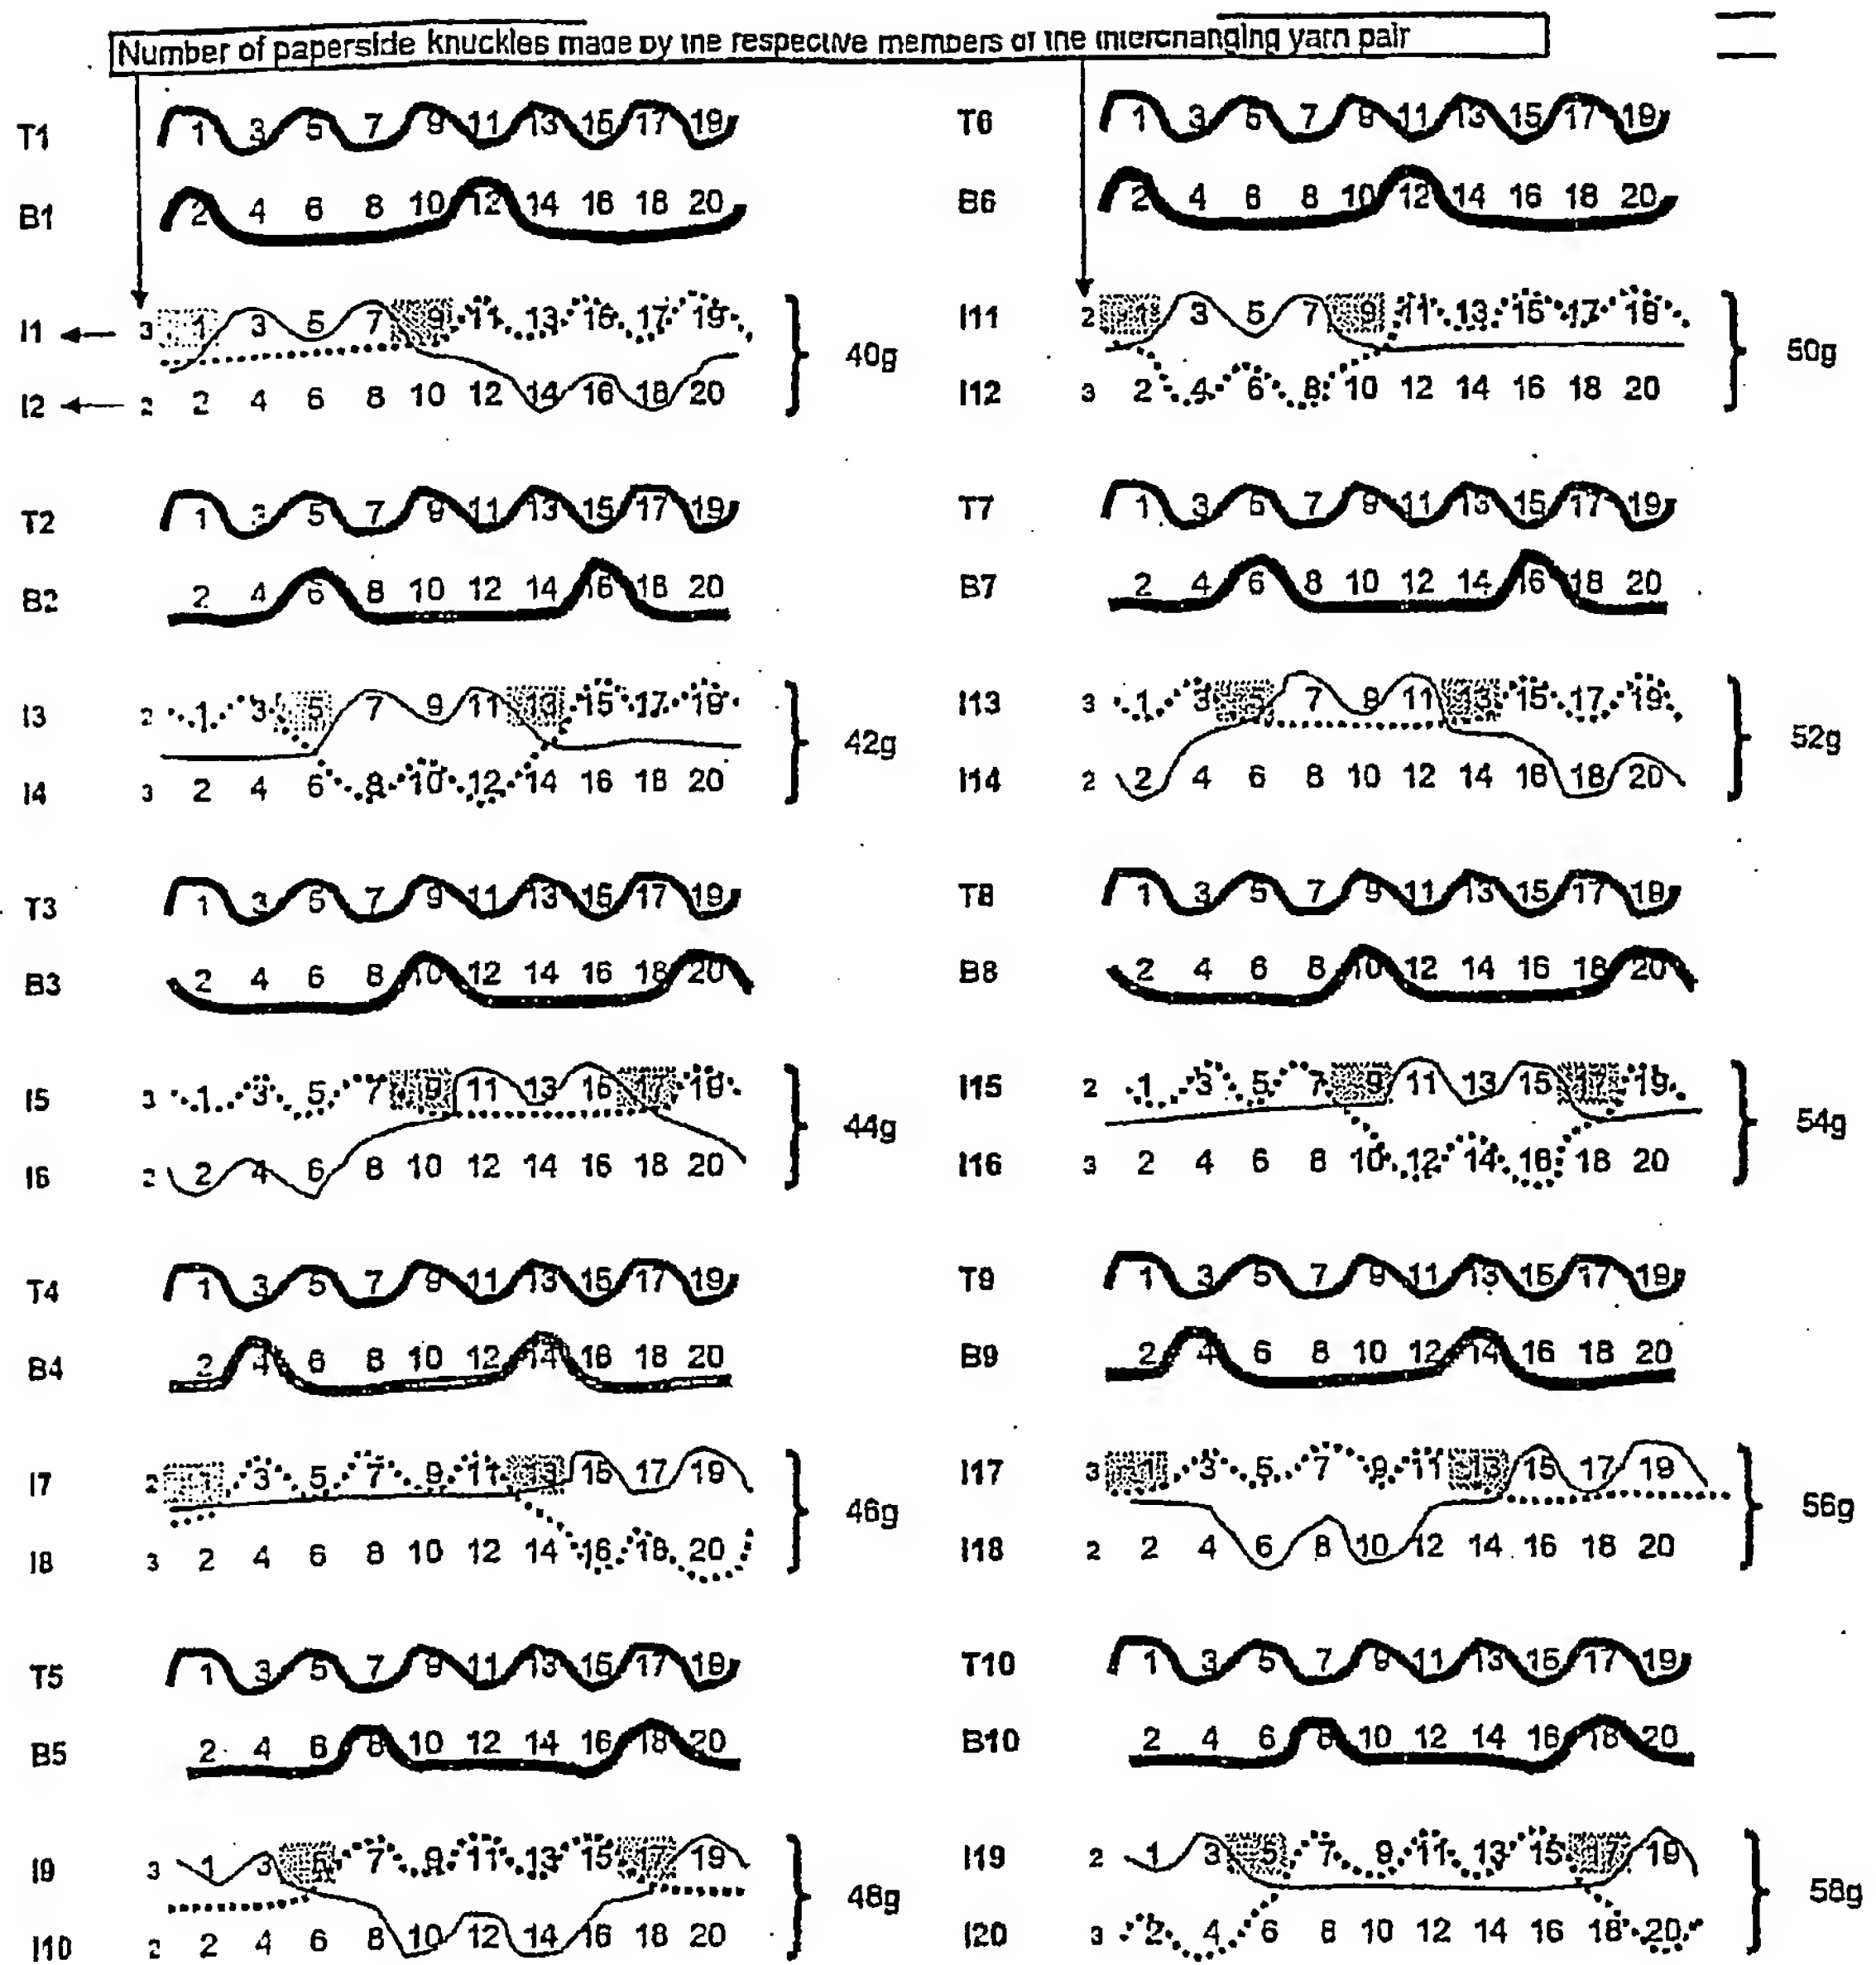 Number of paperside knuckles made by the respective members of the interchanging yarn pair
T1 1 3 5 7 9 11 13 15 17 19
B1 2 4 6 8 10 12 14 16 18 20
I1 3 1 3 5 7 9 11 13 15 17 19
40g
I2 2 2 4 6 8 10 12 14 16 18 20
T2 1 3 5 7 9 11 13 15 17 19
B2 2 4 6 8 10 12 14 16 18 20
I3 2 1 3 5 7 9 11 13 15 17 19
42g
I4 3 2 4 6 8 10 12 14 16 18 20
T3 1 3 5 7 9 11 13 15 17 19
B3 2 4 6 8 10 12 14 16 18 20
I5 3 1 3 5 7 9 11 13 15 17 19
44g
I6 2 2 4 6 8 10 12 14 16 18 20
T4 1 3 5 7 9 11 13 15 17 19
B4 2 4 6 8 10 12 14 16 18 20
I7 2 1 3 5 7 9 11 13 15 17 19
46g
I8 3 2 4 6 8 10 12 14 16 18 20
T5 1 3 5 7 9 11 13 15 17 19
B5 2 4 6 8 10 12 14 16 18 20
I9 3 1 3 5 7 9 11 13 15 17 19
48g
I10 2 2 4 6 8 10 12 14 16 18 20
T6 1 3 5 7 9 11 13 15 17 19
B6 2 4 6 8 10 12 14 16 18 20
I11 2 1 3 5 7 9 11 13 15 17 19
50g
I12 3 2 4 6 8 10 12 14 16 18 20
T7 1 3 5 7 9 11 13 15 17 19
B7 2 4 6 8 10 12 14 16 18 20
I13 3 1 3 5 7 9 11 13 15 17 19
52g
I14 2 2 4 6 8 10 12 14 16 18 20
T8 1 3 5 7 9 11 13 15 17 19
B8 2 4 6 8 10 12 14 16 18 20
I15 2 1 3 5 7 9 11 13 15 17 19
54g
I16 3 2 4 6 8 10 12 14 16 18 20
T9 1 3 5 7 9 11 13 15 17 19
B9 2 4 6 8 10 12 14 16 18 20
I17 3 1 3 5 7 9 11 13 15 17 19
56g
I18 2 2 4 6 8 10 12 14 16 18 20
T10 1 3 5 7 9 11 13 15 17 19
B10 2 4 6 8 10 12 14 16 18 20
I19 2 1 3 5 7 9 11 13 15 17 19
58g
I20 3 2 4 6 8 10 12 14 16 18 20